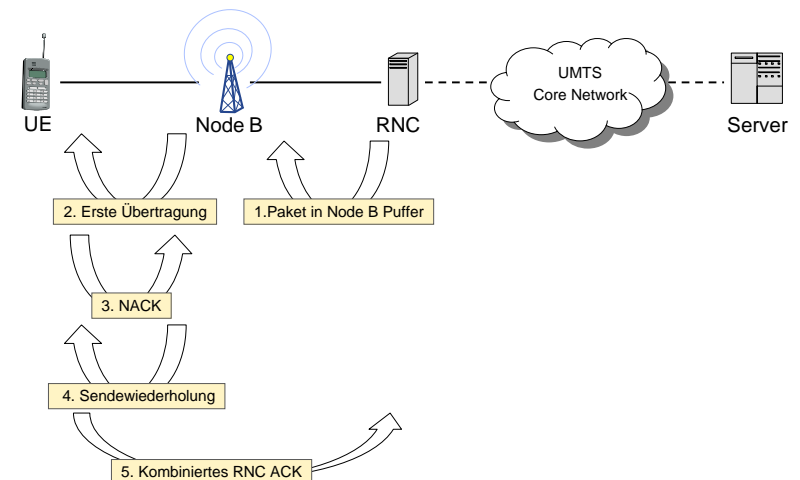 UMTS
Core Network
UE
Node B
RNC
Server
2. Erste Übertragung
1.Paket in Node B Puffer
3. NACK
4. Sendewiederholung
5. Kombiniertes RNC ACK